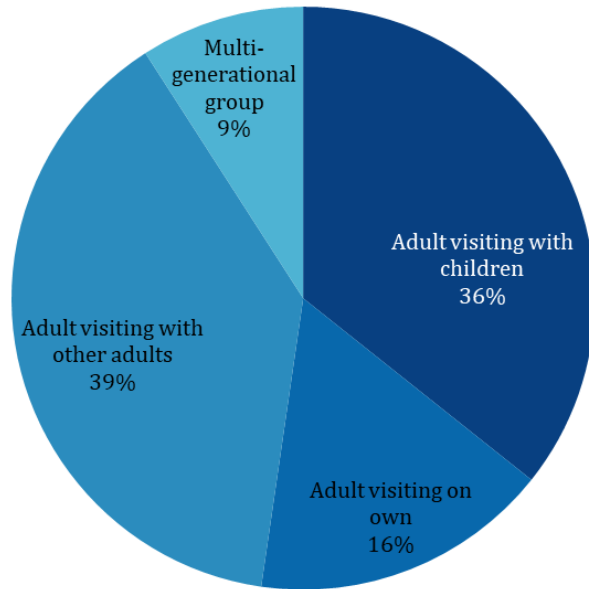 Multi-
generational
group
9%
Adult visiting with
children
36%
Adult visiting with
other adults
39%
Adult visiting on
own
16%